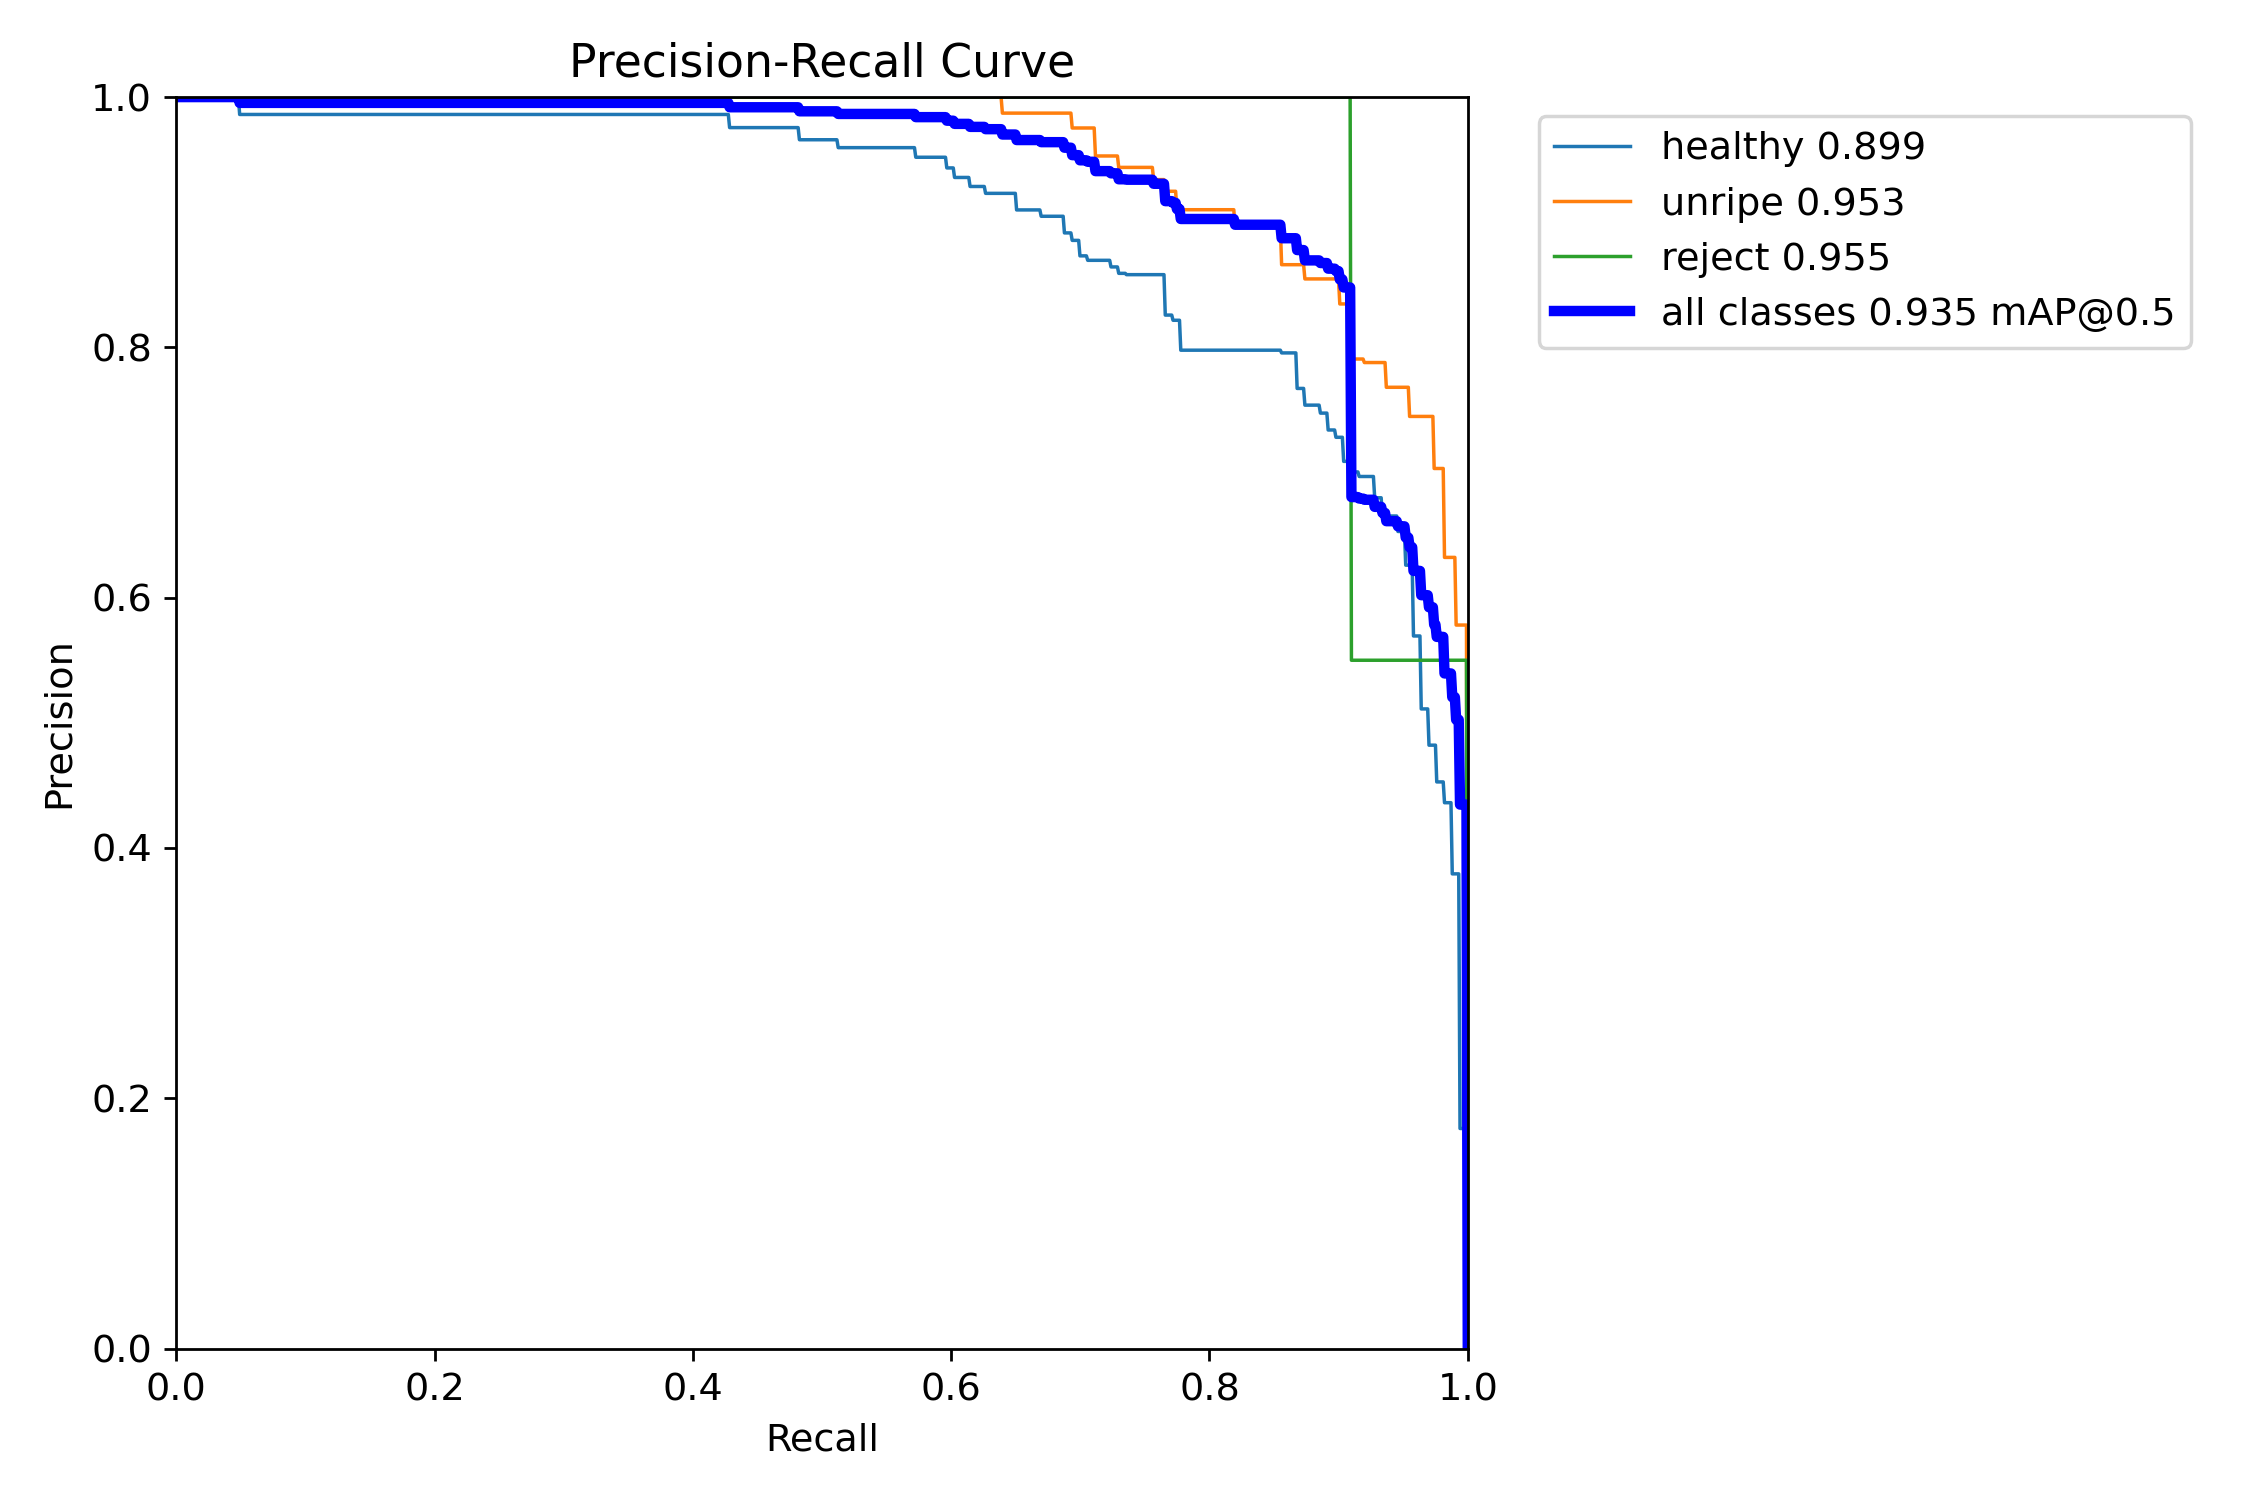 Precision-Recall Curve
1.0
0.8
0.6
0.4
0.2
0.0
Precision
0.0 0.2 0.4 0.6 0.8 1.0
Recall
healthy 0.899
unripe 0.953
reject 0.955
all classes 0.935 mAP@0.5